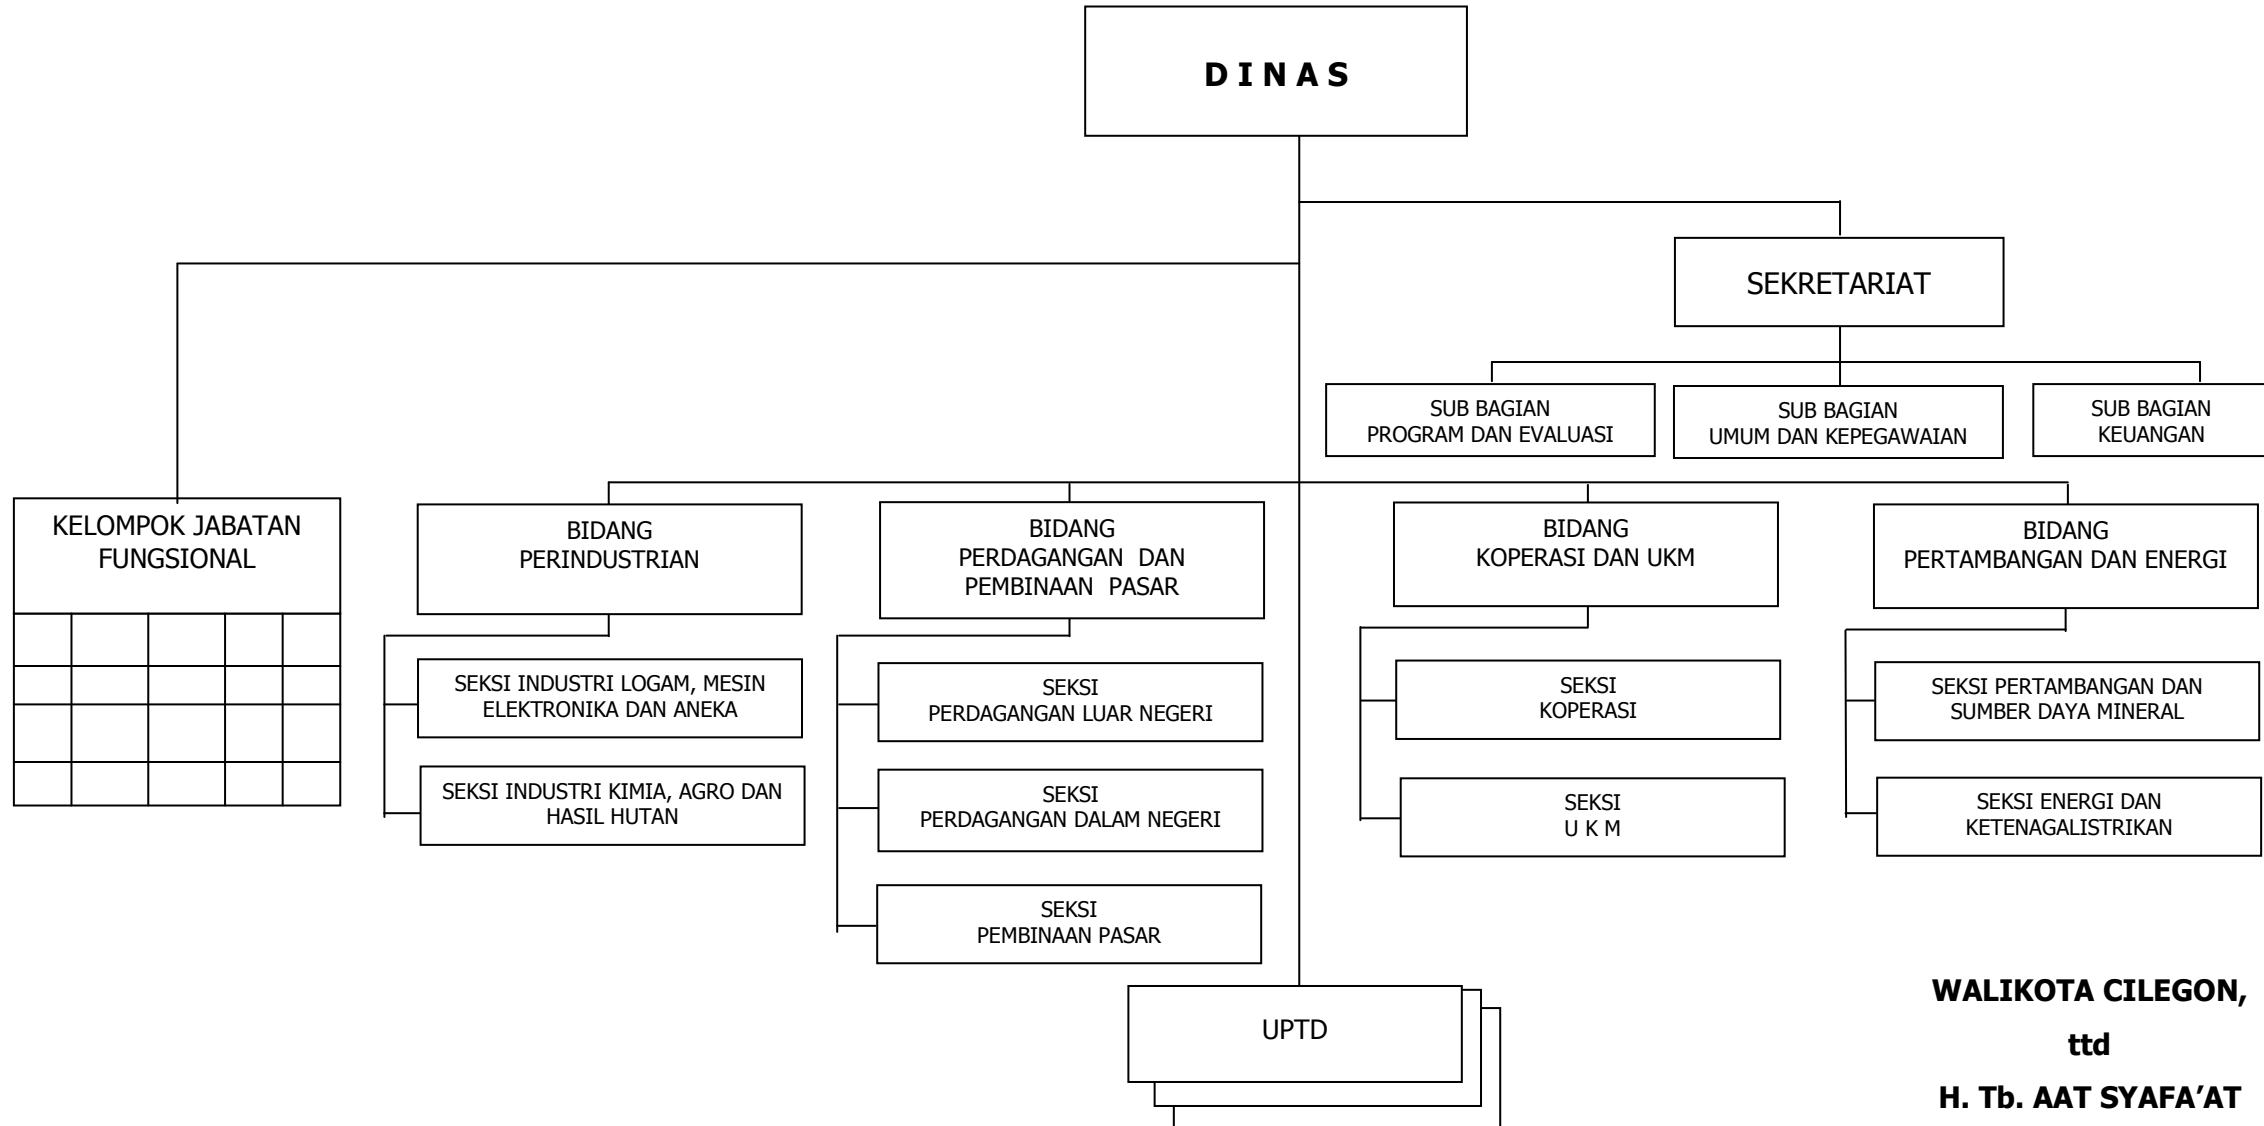 D I N A S
SEKRETARIAT
SUB BAGIAN
PROGRAM DAN EVALUASI
SUB BAGIAN
UMUM DAN KEPEGAWAIAN
SUB BAGIAN
KEUANGAN
KELOMPOK JABATAN
FUNGSIONAL
BIDANG
PERINDUSTRIAN
BIDANG
PERDAGANGAN DAN
PEMBINAAN PASAR
BIDANG
KOPERASI DAN UKM
BIDANG
PERTAMBANGAN DAN ENERGI
SEKSI INDUSTRI LOGAM, MESIN
ELEKTRONIKA DAN ANEKA
SEKSI
PERDAGANGAN LUAR NEGERI
SEKSI
KOPERASI
SEKSI PERTAMBANGAN DAN
SUMBER DAYA MINERAL
SEKSI INDUSTRI KIMIA, AGRO DAN
HASIL HUTAN
SEKSI
PERDAGANGAN DALAM NEGERI
SEKSI
U K M
SEKSI ENERGI DAN
KETENAGALISTRIKAN
SEKSI
PEMBINAAN PASAR
UPTD
WALIKOTA CILEGON,
ttd
H. Tb. AAT SYAFA’AT